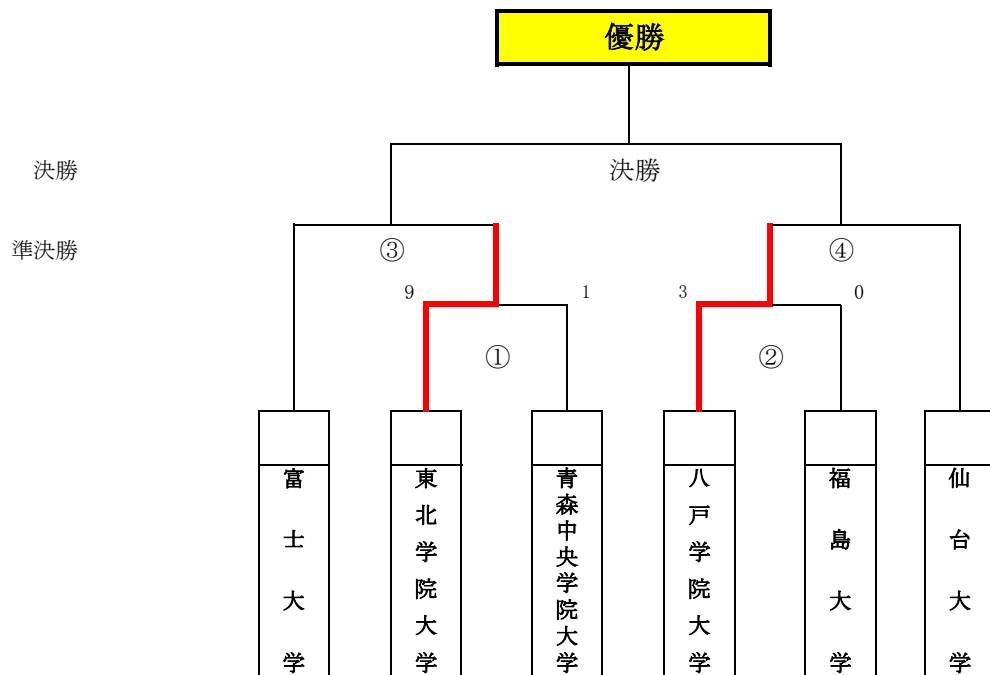 優勝
決勝
決勝
準決勝
③
④
9
1
3
0
①
②
富士大学
東北学院大学
青森中央学院大学
八戸学院大学
福島大学
仙台大学